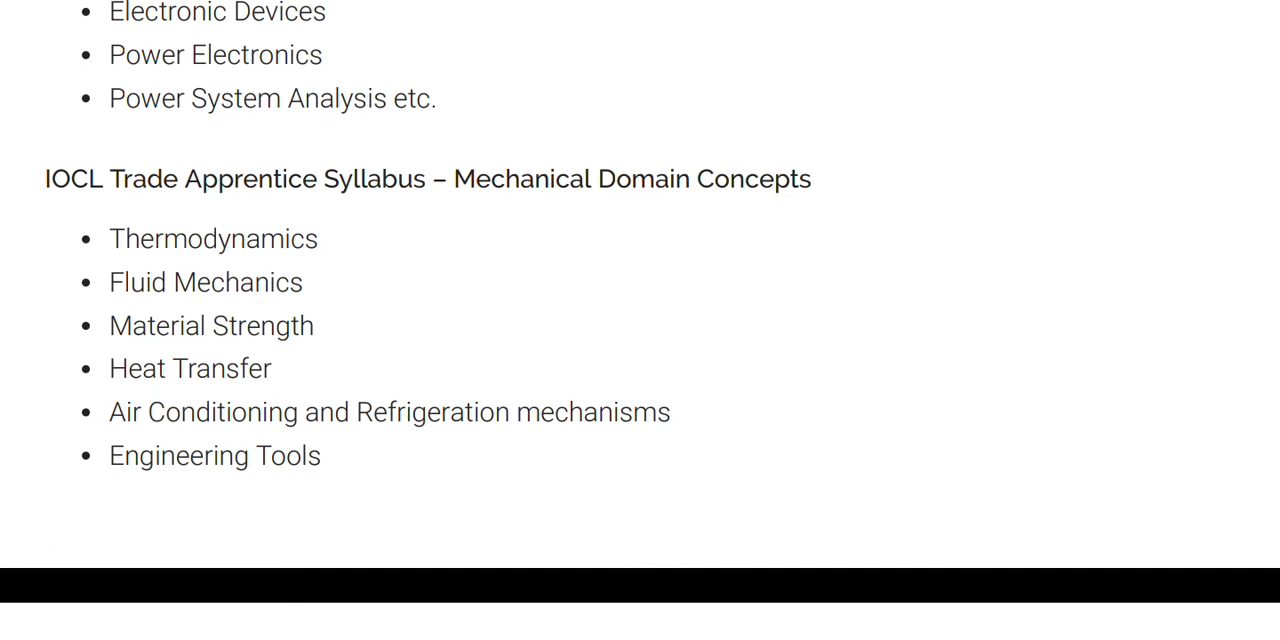 • Electronic Devices
• Power Electronics
• Power System Analysis etc.
IOCL Trade Apprentice Syllabus – Mechanical Domain Concepts
• Thermodynamics
• Fluid Mechanics
• Material Strength
• Heat Transfer
• Air Conditioning and Refrigeration mechanisms
• Engineering Tools